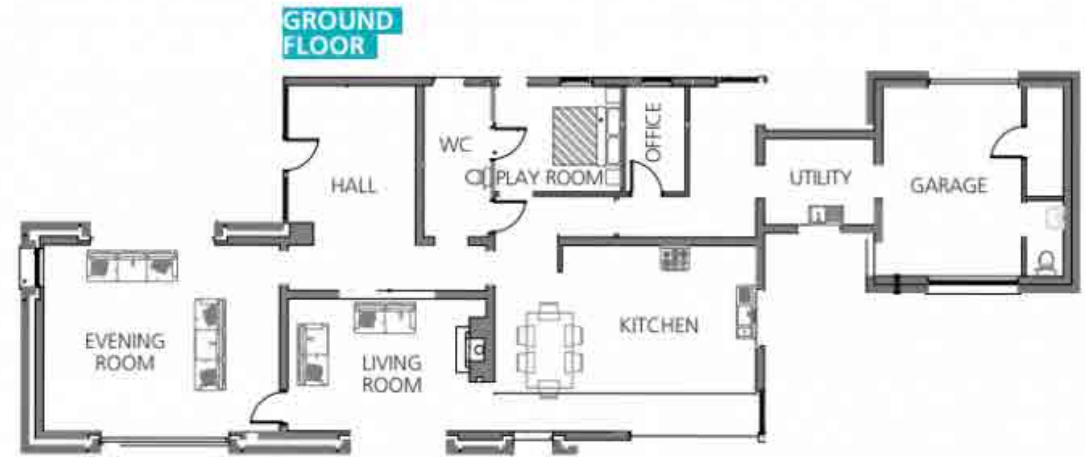 GROUND
FLOOR
HALL
WC
PLAY ROOM
OFFICE
UTILITY
GARAGE
EVENING
ROOM
LIVING
ROOM
KITCHEN